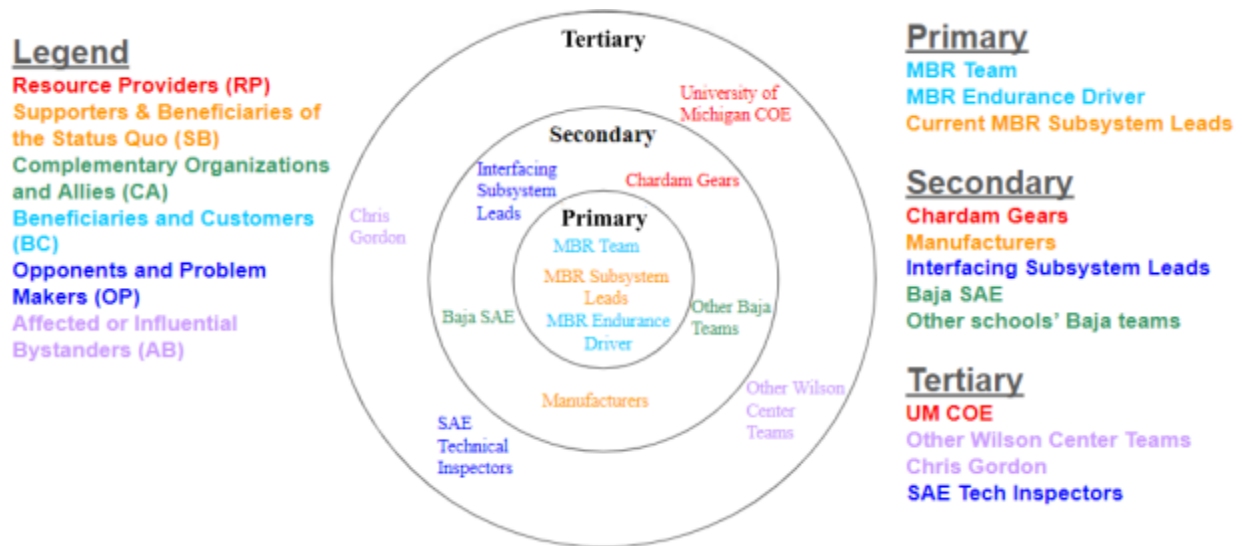 Legend
Resource Providers (RP)
Supporters & Beneficiaries of
the Status Quo (SB)
Complementary Organizations
and Allies (CA)
Beneficiaries and Customers
(BC)
Opponents and Problem
Makers (OP)
Affected or Influential
Bystanders (AB)
Tertiary
University of
Michigan COE
Secondary
Interfacing
Subsystem
Leads
Chardam Gears
Chris
Gordon
Primary
MBR Team
MBR Subsystem
Leads
MBR Endurance
Driver
Baja SAE
Other Baja
Teams
Manufacturers
Other Wilson
Center
Teams
SAE
Technical
Inspectors
Primary
MBR Team
MBR Endurance Driver
Current MBR Subsystem Leads
Secondary
Chardam Gears
Manufacturers
Interfacing Subsystem Leads
Baja SAE
Other schools' Baja teams
Tertiary
UM COE
Other Wilson Center Teams
Chris Gordon
SAE Tech Inspectors